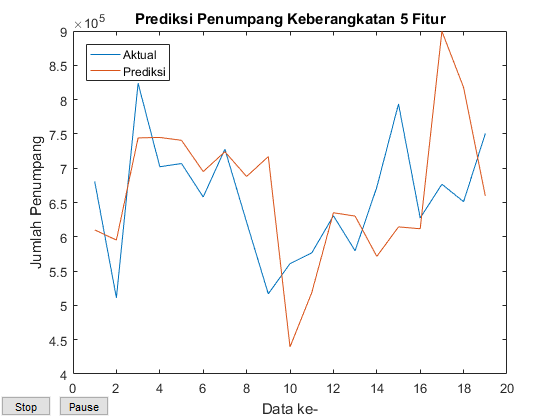 Prediksi Penumpang Keberangkatan 5 Fitur
×10⁵
Aktual
Prediksi
Jumlah Penumpang
9
8.5
8
7.5
7
6.5
6
5.5
5
4.5
4
0 2 4 6 8 10 12 14 16 18 20
Data ke-
Stop Pause